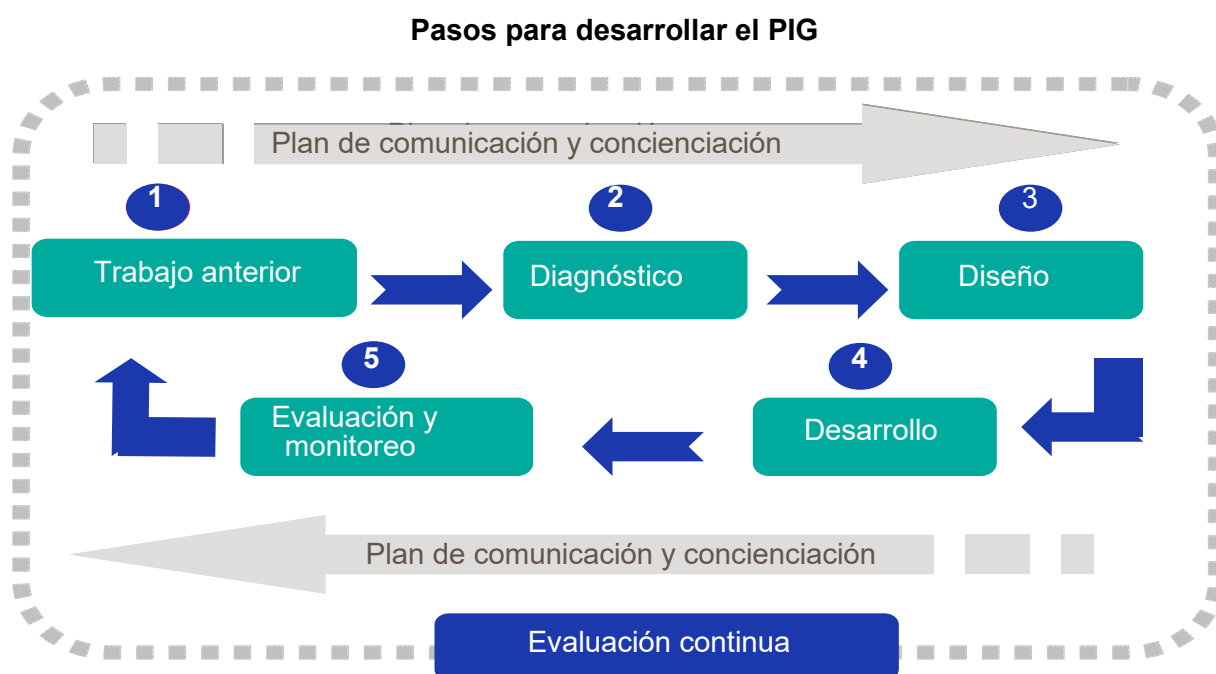 Pasos para desarrollar el PIG
Plan de comunicación y concienciación
1
2
3
Trabajo anterior
Diagnóstico
Diseño
5
4
Evaluación y
monitoreo
Desarrollo
Plan de comunicación y concienciación
Evaluación continua